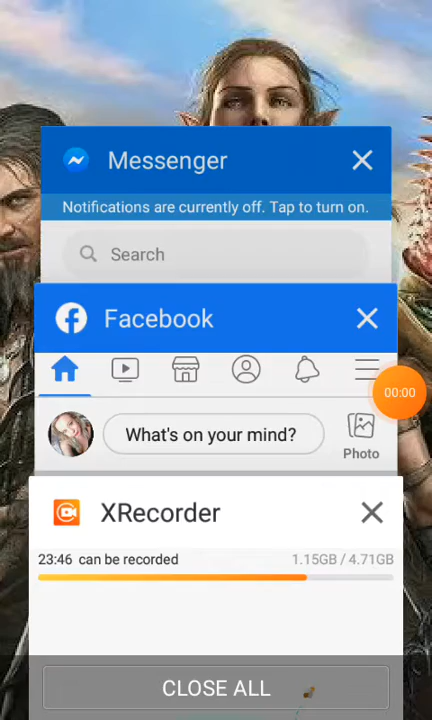 Messenger
Notifications are currently off. Tap to turn on.
Search
Facebook
00:00
What's on your mind?
Photo
XRecorder
23:46 can be recorded
1.15GB / 4.71GB
CLOSE ALL